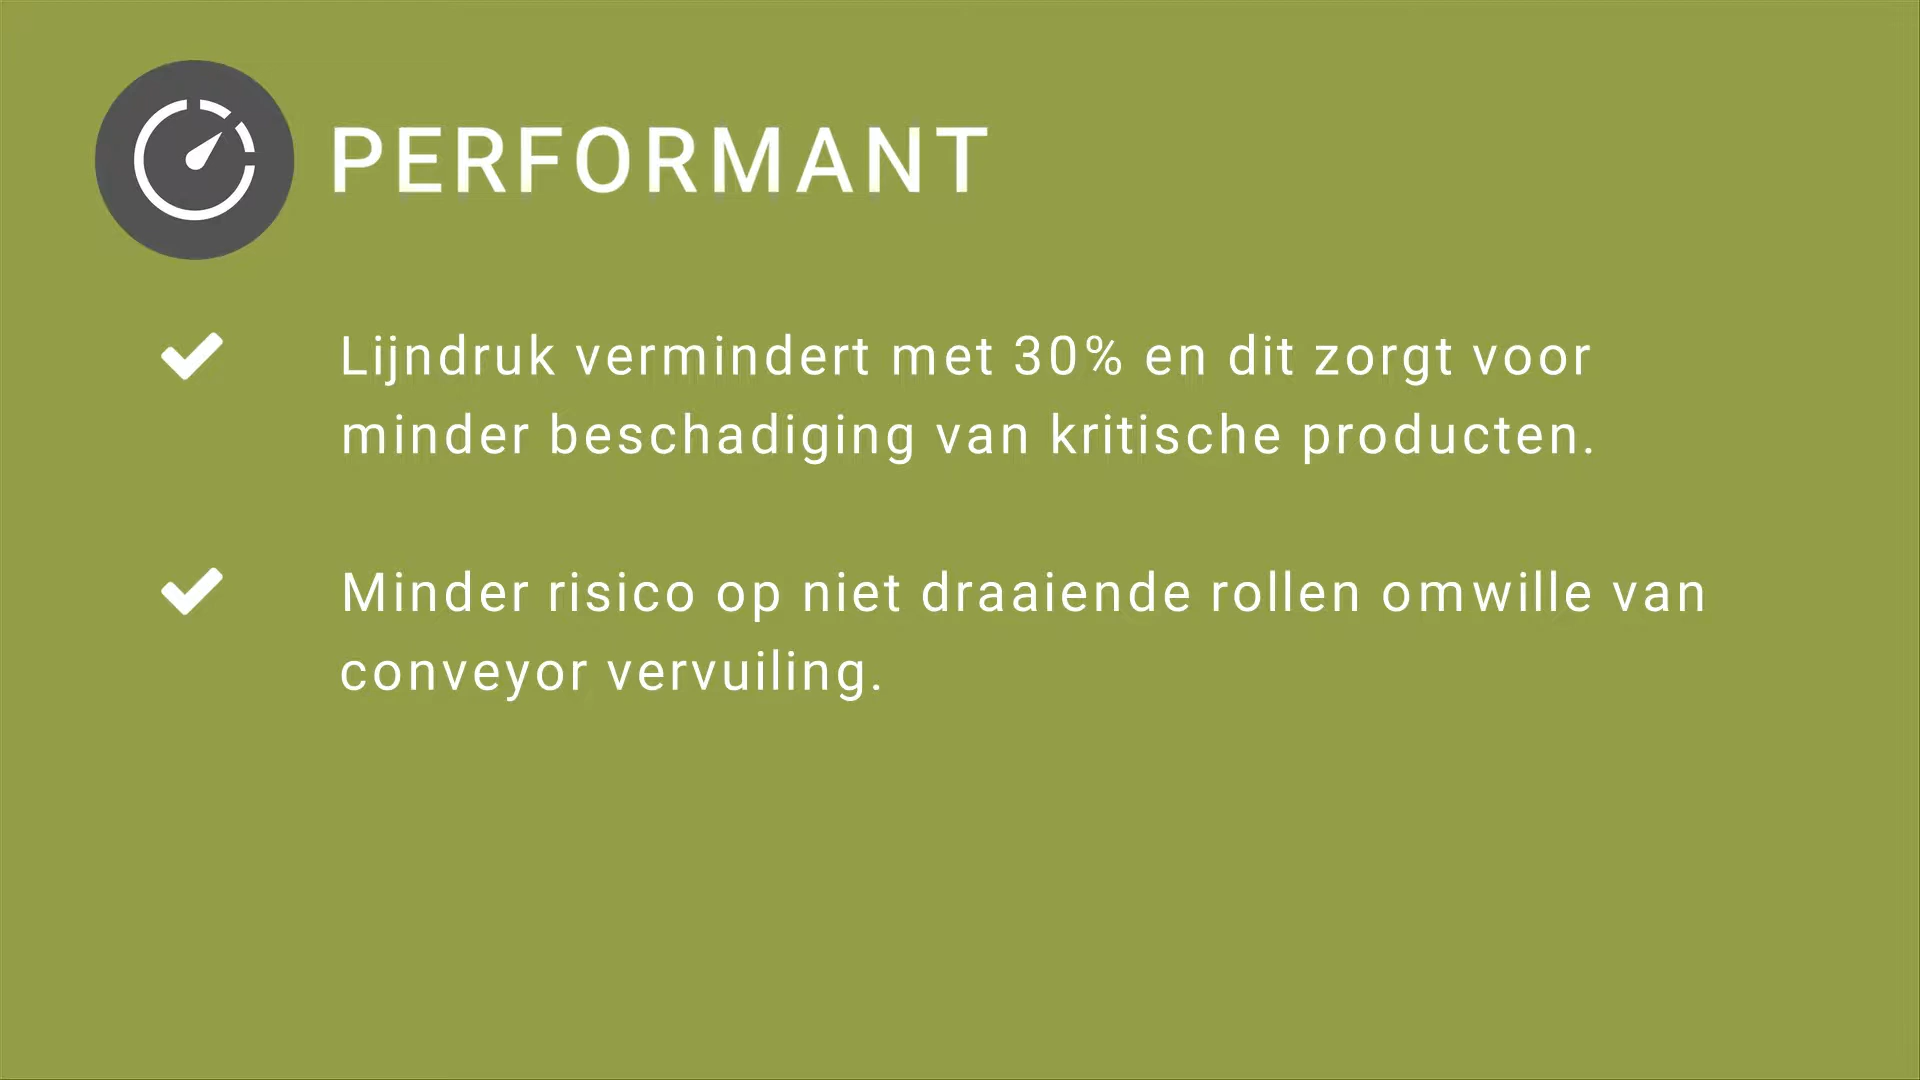 PERFORMANT
Lijndruk vermindert met 30% en dit zorgt voor
minder beschadiging van kritische producten.
Minder risico op niet draaiende rollen omwille van
conveyor vervuiling.